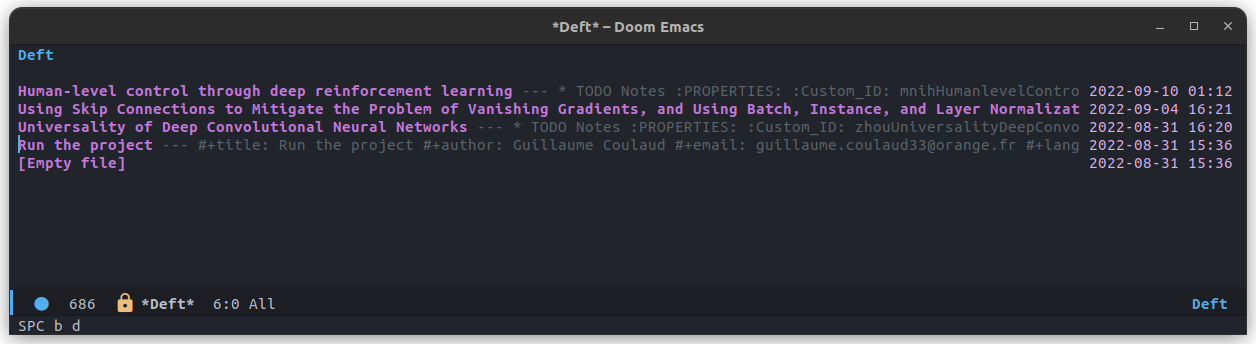 *Deft* – Doom Emacs
Deft
Human-level control through deep reinforcement learning --- * TODO Notes :PROPERTIES: :Custom_ID: mnihHumanlevelContro 2022-09-10 01:12
Using Skip Connections to Mitigate the Problem of Vanishing Gradients, and Using Batch, Instance, and Layer Normalizat 2022-09-04 16:21
Universality of Deep Convolutional Neural Networks --- * TODO Notes :PROPERTIES: :Custom_ID: zhouUniversalityDeepConvo 2022-08-31 16:20
Run the project --- #+title: Run the project #+author: Guillaume Coulaud #+email: guillaume.coulaud33@orange.fr #+lang 2022-08-31 15:36
[Empty file] 2022-08-31 15:36
686 *Deft* 6:0 All Deft
SPC b d